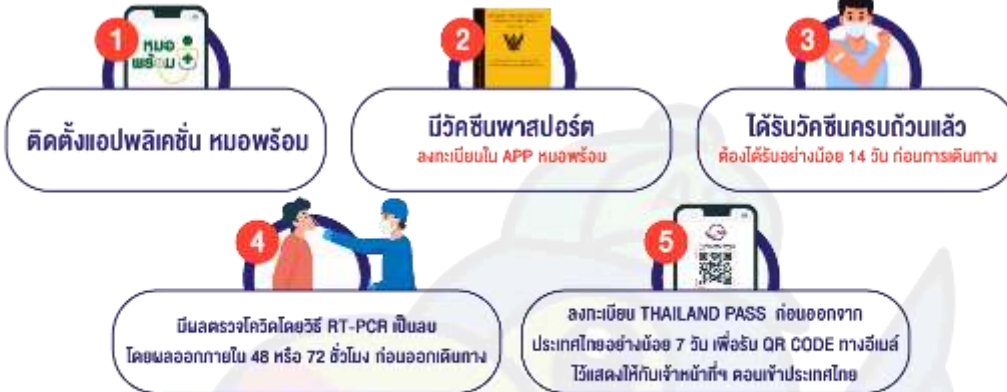 1
หมอ
พร้อม
ติดตั้งแอปพลิเคชั่น หมอพร้อม
2
มีวัคซีนพาสปอร์ต
ลงทะเบียนใน APP หมอพร้อม
3
ได้รับวัคซีนครบถ้วนแล้ว
ต้องได้รับอย่างน้อย 14 วัน ก่อนการเดินทาง
4
มีผลตรวจโควิดโดยวิธี RT-PCR เป็นลบ
โดยผลออกภายใน 48 หรือ 72 ชั่วโมง ก่อนออกเดินทาง
5
ลงทะเบียน THAILAND PASS ก่อนออกจาก
ประเทศไทยอย่างน้อย 7 วัน เพื่อรับ QR CODE ทางอีเมล์
ไว้แสดงให้กับเจ้าหน้าที่ฯ ตอนเข้าประเทศไทย